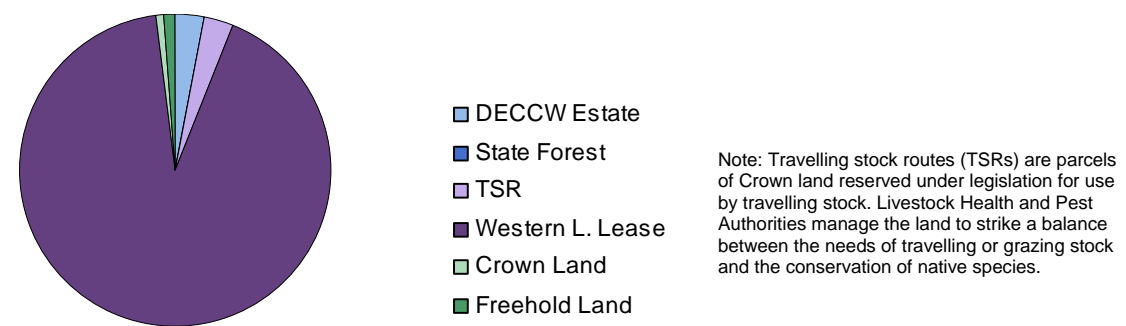 DECCW Estate
State Forest
TSR
Western L. Lease
Crown Land
Freehold Land
Note: Travelling stock routes (TSRs) are parcels
of Crown land reserved under legislation for use
by travelling stock. Livestock Health and Pest
Authorities manage the land to strike a balance
between the needs of travelling or grazing stock
and the conservation of native species.